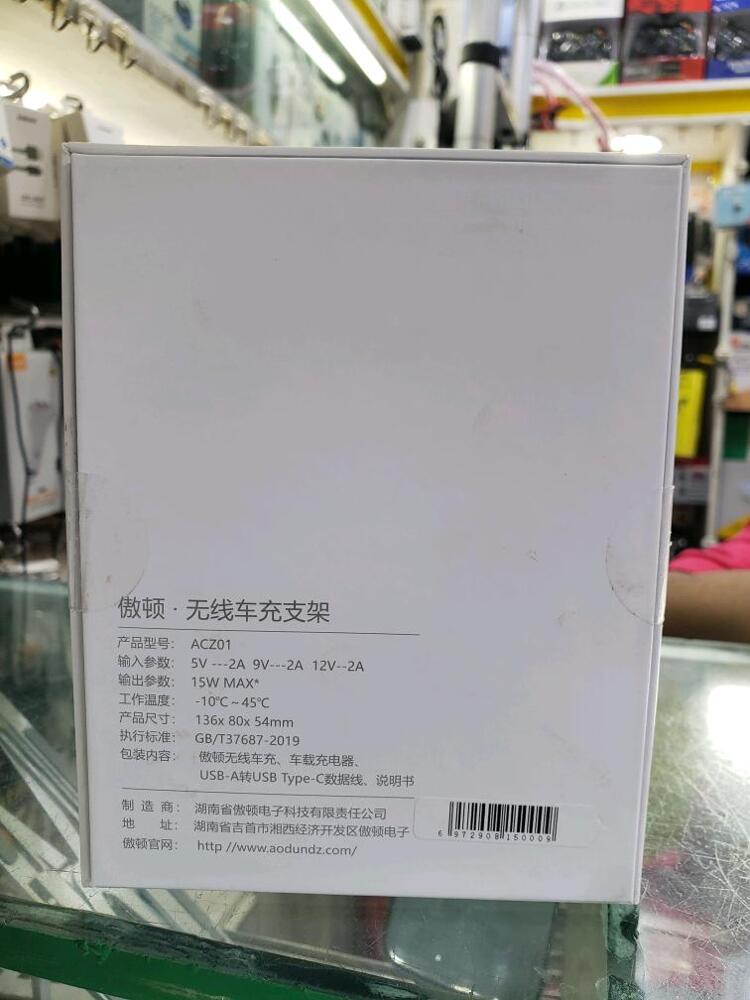 傲顿 · 无线车充支架
产品型号： ACZ01
输入参数： 5V ---2A 9V---2A 12V--2A
输出参数： 15W MAX*
工作温度： -10℃ ~ 45℃
产品尺寸： 136x 80x 54mm
执行标准： GB/T37687-2019
包装内容： 傲顿无线车充、车载充电器、
USB-A转USB Type-C数据线、说明书
制 造 商： 湖南省傲顿电子科技有限责任公司
地 址： 湖南省吉首市湘西经济开发区傲顿电子
傲顿官网： http //www.aodundz.com/
6 972908 150009